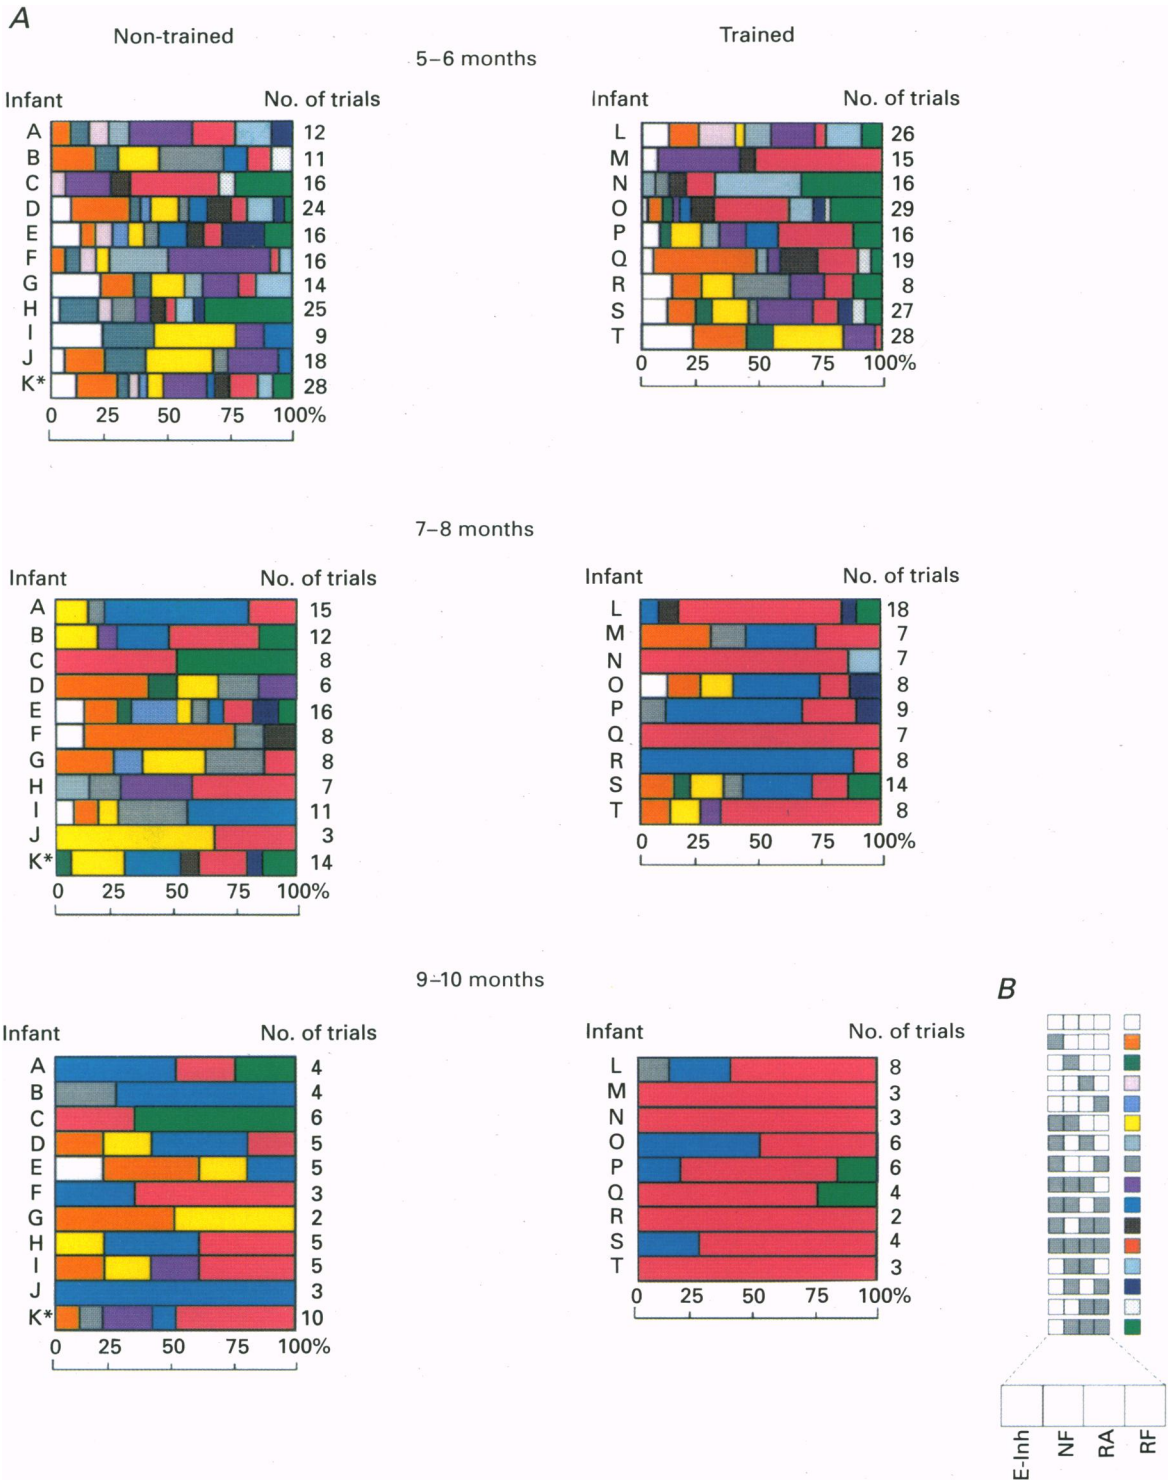 A
Non-trained
Trained
5–6 months
Infant No. of trials
A 12
B 11
C 16
D 24
E 16
F 16
G 14
H 25
I 9
J 18
K* 28
0 25 50 75 100%
Infant No. of trials
L 26
M 15
N 16
O 29
P 16
Q 19
R 8
S 27
T 28
0 25 50 75 100%
7–8 months
Infant No. of trials
A 15
B 12
C 8
D 6
E 16
F 8
G 8
H 7
I 11
J 3
K* 14
0 25 50 75 100%
Infant No. of trials
L 18
M 7
N 7
O 8
P 9
Q 7
R 8
S 14
T 8
0 25 50 75 100%
9–10 months
Infant No. of trials
A 4
B 4
C 6
D 5
E 5
F 3
G 2
H 5
I 5
J 3
K* 10
0 25 50 75 100%
Infant No. of trials
L 8
M 3
N 3
O 6
P 6
Q 4
R 2
S 4
T 3
0 25 50 75 100%
B
E-Inh
NF
RA
RF